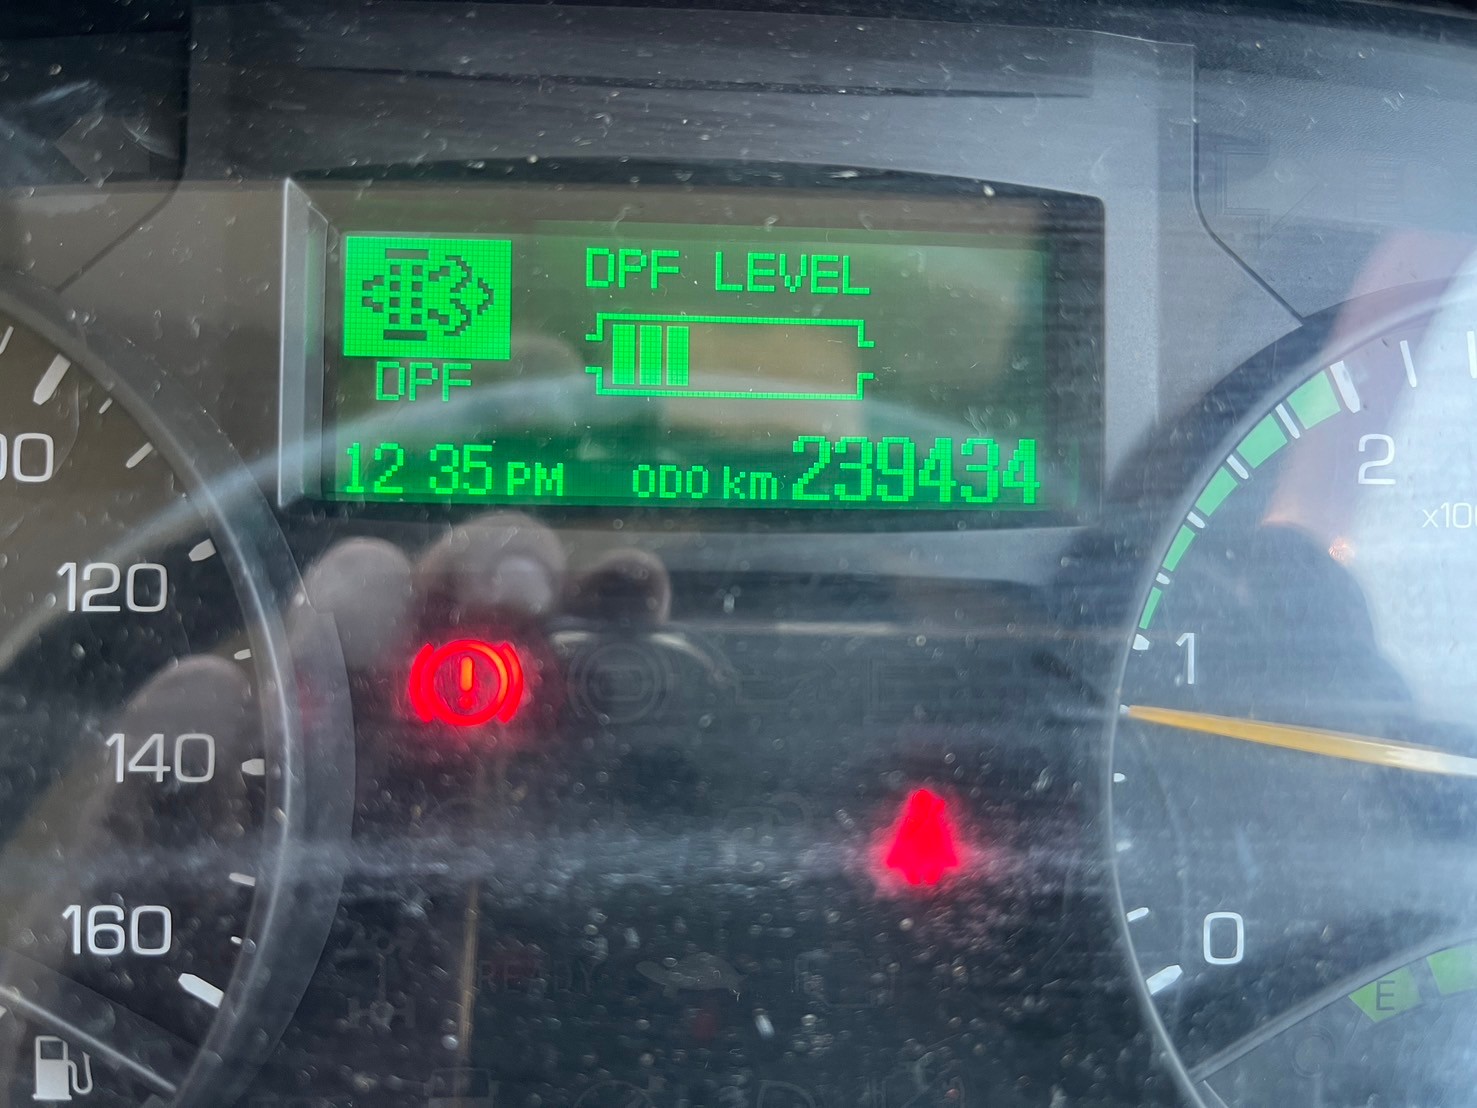 DPF LEVEL
DPF
12 35 PM ODO km 239434
120
140
160
2
1
0
E